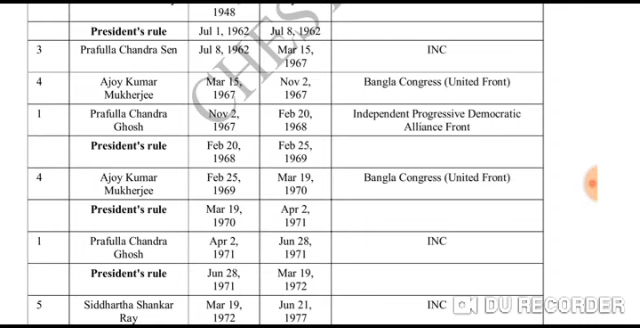 1948
President's rule Jul 1, 1962 Jul 8, 1962
3 Prafulla Chandra Sen Jul 8, 1962 Mar 15,
1967 INC
4 Ajoy Kumar Mar 15, Nov 2,
Mukherjee 1967 1967 Bangla Congress (United Front)
1 Prafulla Chandra Nov 2, Feb 20, Independent Progressive Democratic
Ghosh 1967 1968 Alliance Front
President's rule Feb 20, Feb 25,
1968 1969
4 Ajoy Kumar Feb 25, Mar 19, Bangla Congress (United Front)
Mukherjee 1969 1970
President's rule Mar 19, Apr 2,
1970 1971
1 Prafulla Chandra Apr 2, Jun 28, INC
Ghosh 1971 1971
President's rule Jun 28, Mar 19,
1971 1972
5 Siddhartha Shankar Mar 19, Jun 21, INC
Ray 1972 1977
DU RECORDER